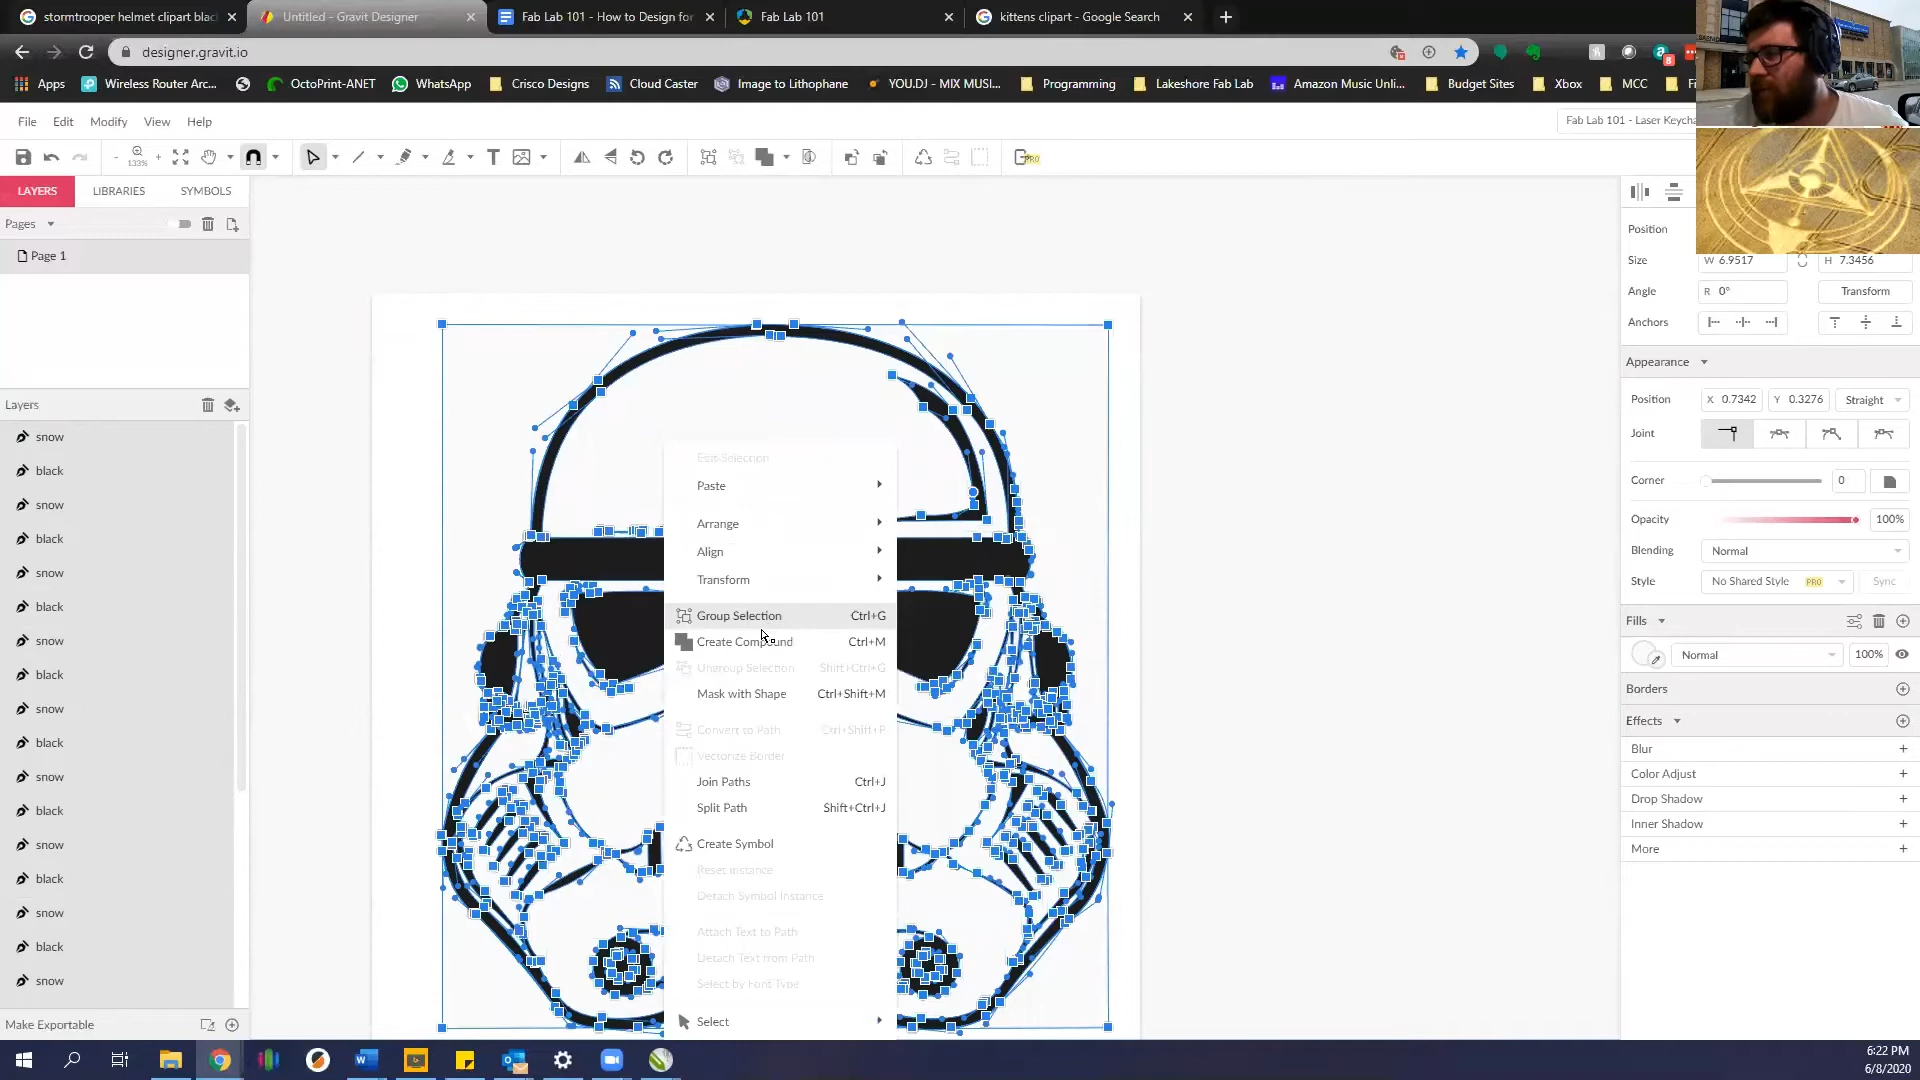 stormtrooper helmet clipart blac
Untitled - Gravit Designer
Fab Lab 101 - How to Design for
Fab Lab 101
kittens clipart - Google Search
designer.gravit.io
Apps
Wireless Router Arc...
OctoPrint-ANET
WhatsApp
Crisco Designs
Cloud Caster
Image to Lithophane
YOU.DJ – MIX MUSI...
Programming
Lakeshore Fab Lab
Amazon Music Unli...
Budget Sites
Xbox
MCC
File
Edit
Modify
View
Help
Fab Lab 101 - Laser Keycha
133%
PRO
LAYERS
LIBRARIES
SYMBOLS
Pages
Page 1
Layers
snow
black
snow
black
snow
black
snow
black
snow
black
snow
black
snow
black
snow
black
snow
Make Exportable
Edit Selection
Paste
Arrange
Align
Transform
Group Selection Ctrl+G
Create Compound Ctrl+M
Ungroup Selection Shift+Ctrl+G
Mask with Shape Ctrl+Shift+M
Convert to Path Ctrl+Shift+P
Vectorize Border
Join Paths Ctrl+J
Split Path Shift+Ctrl+J
Create Symbol
Reset Instance
Detach Symbol Instance
Attach Text to Path
Detach Text from Path
Select by Font Type
Select
Position
Size W 6.9517 H 7.3456
Angle R 0° Transform
Anchors
Appearance
Position X 0.7342 Y 0.3276 Straight
Joint
Corner 0
Opacity 100%
Blending Normal
Style No Shared Style PRO Sync
Fills
Normal 100%
Borders
Effects
Blur
Color Adjust
Drop Shadow
Inner Shadow
More
6:22 PM
6/8/2020